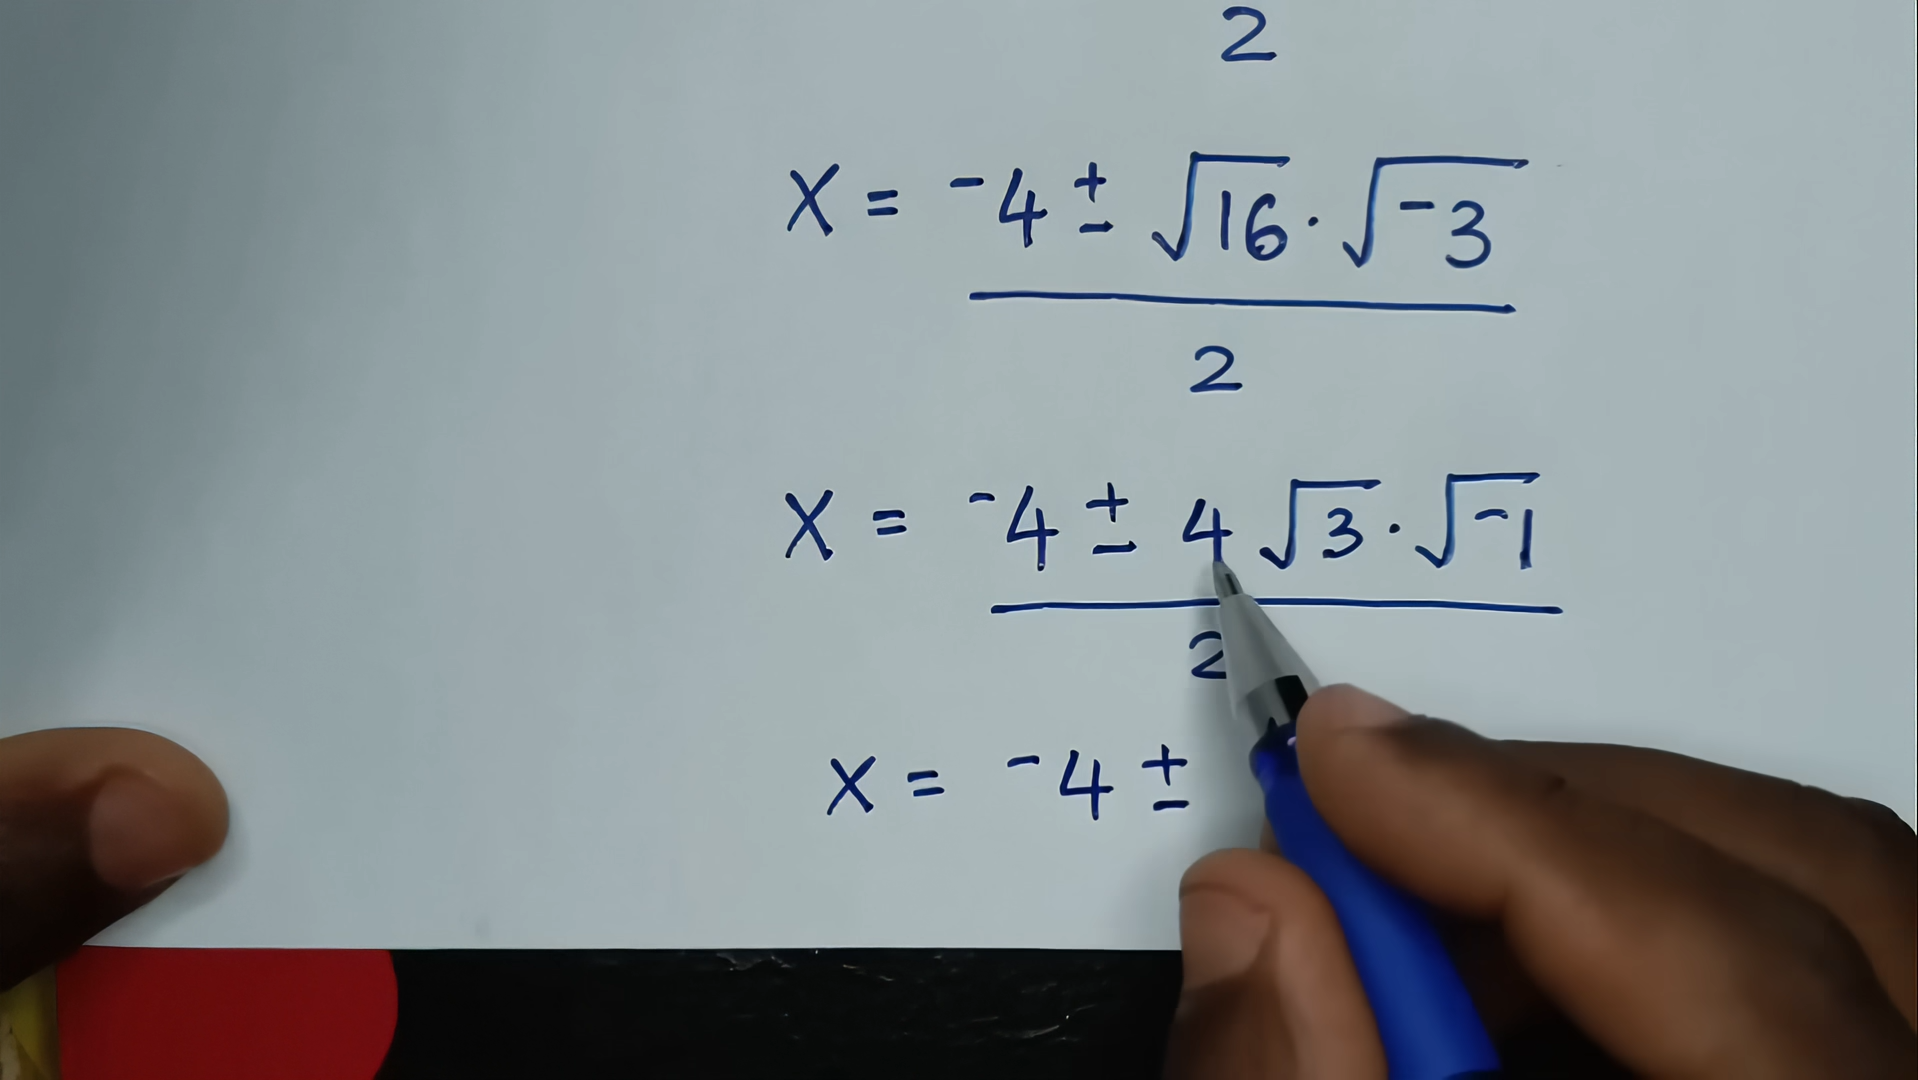 2
X = -4 ± √16 · √-3
2
X = -4 ± 4 √3 · √-1
2
X = -4 ±